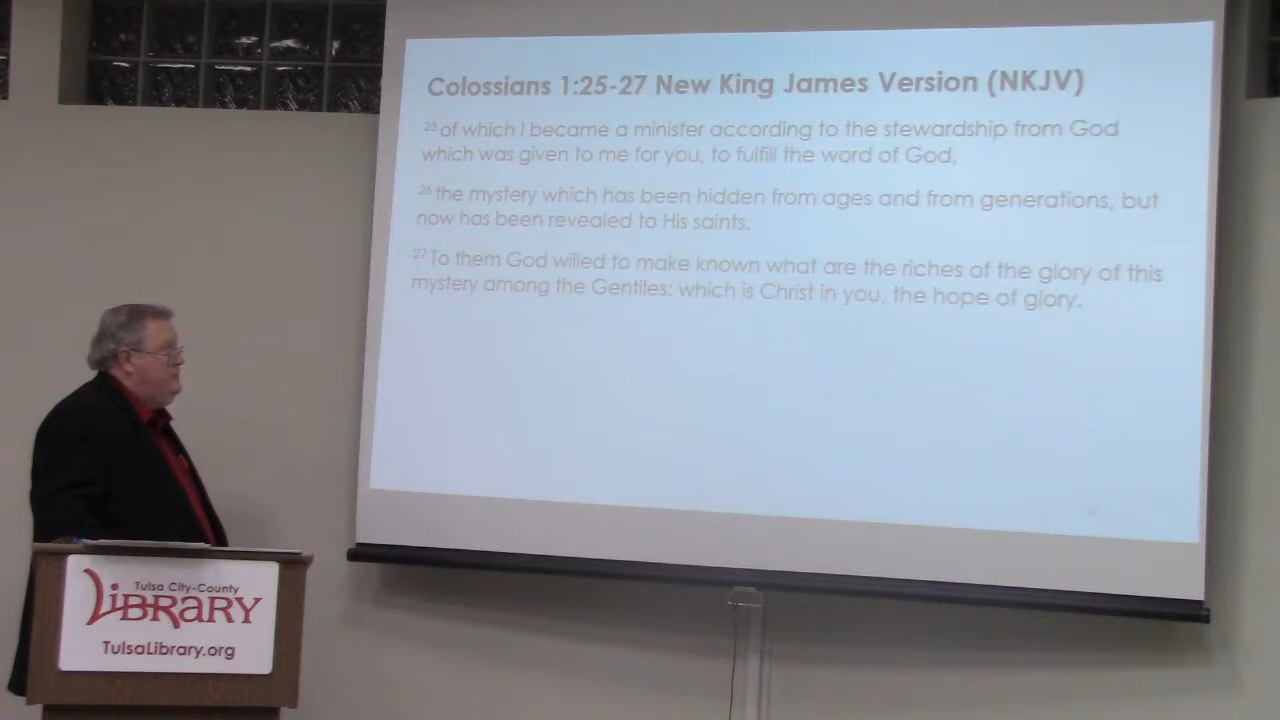 Colossians 1:25-27 New King James Version (NKJV)
25 of which I became a minister according to the stewardship from God
which was given to me for you, to fulfill the word of God,
26 the mystery which has been hidden from ages and from generations, but
now has been revealed to His saints.
27 To them God willed to make known what are the riches of the glory of this
mystery among the Gentiles: which is Christ in you, the hope of glory.
Tulsa City-County
LIBRARY
TulsaLibrary.org